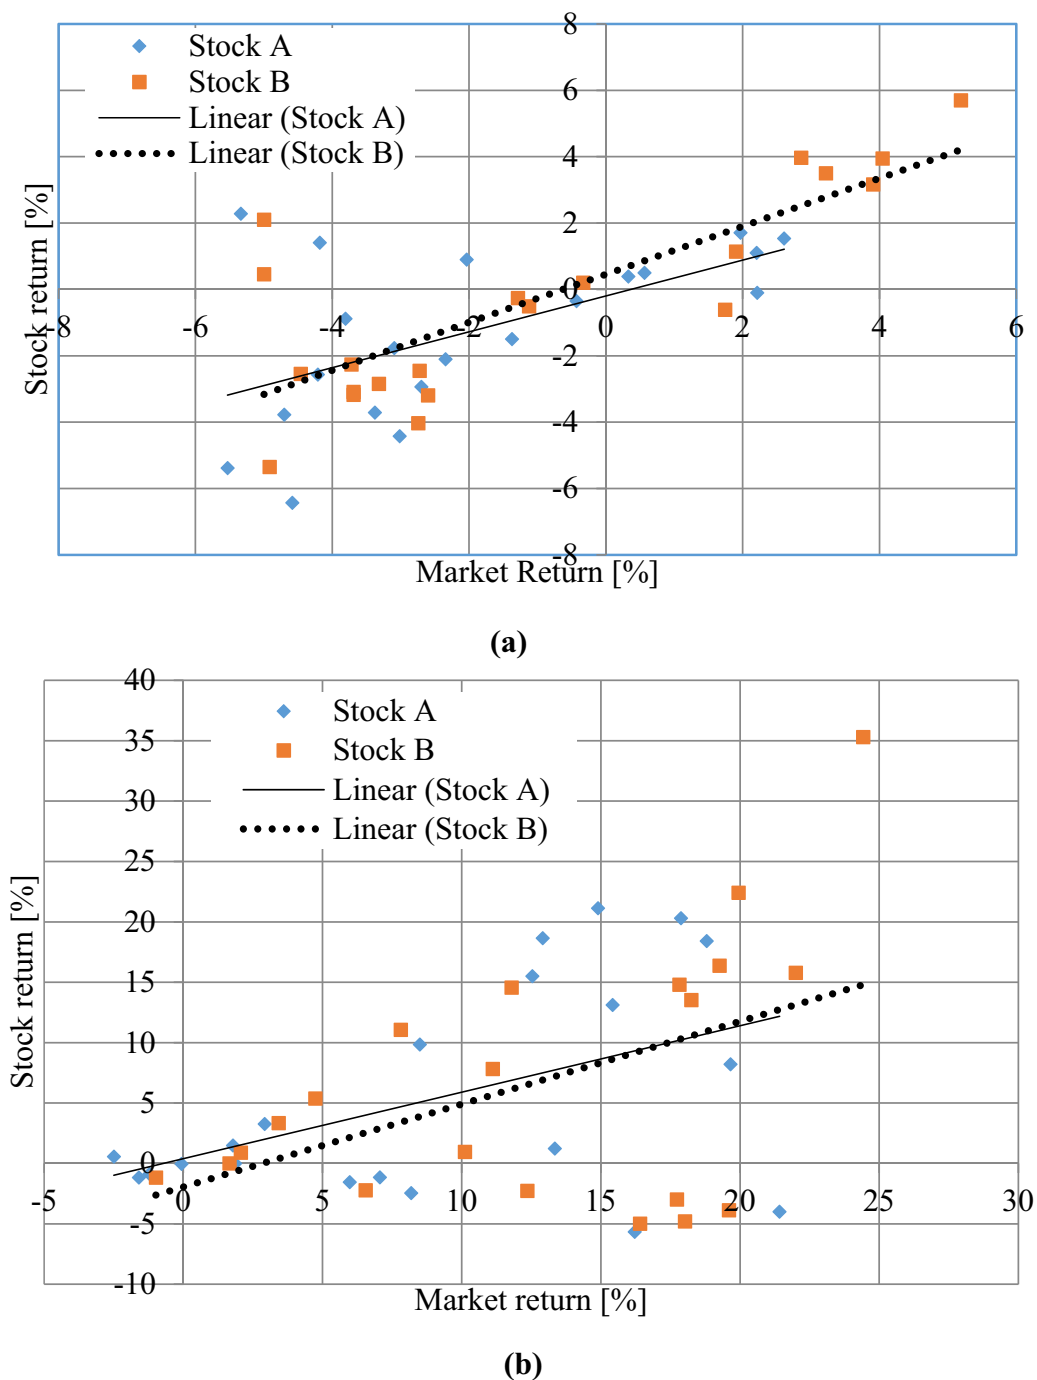 8
Stock A
Stock B
6
Linear (Stock A)
Linear (Stock B)
4
2
0
-8 -6 -4 -2 0 2 4 6
-2
-4
-6
-8
Stock return [%]
Market Return [%]
(a)
40
Stock A
35
Stock B
Linear (Stock A)
30
Linear (Stock B)
25
20
15
10
5
0
-5 0 5 10 15 20 25 30
-5
-10
Stock return [%]
Market return [%]
(b)